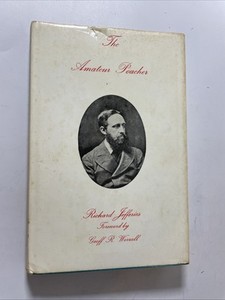 The
Amateur Poacher
Richard Jefferies
Foreword by
Geoff R. Worrall